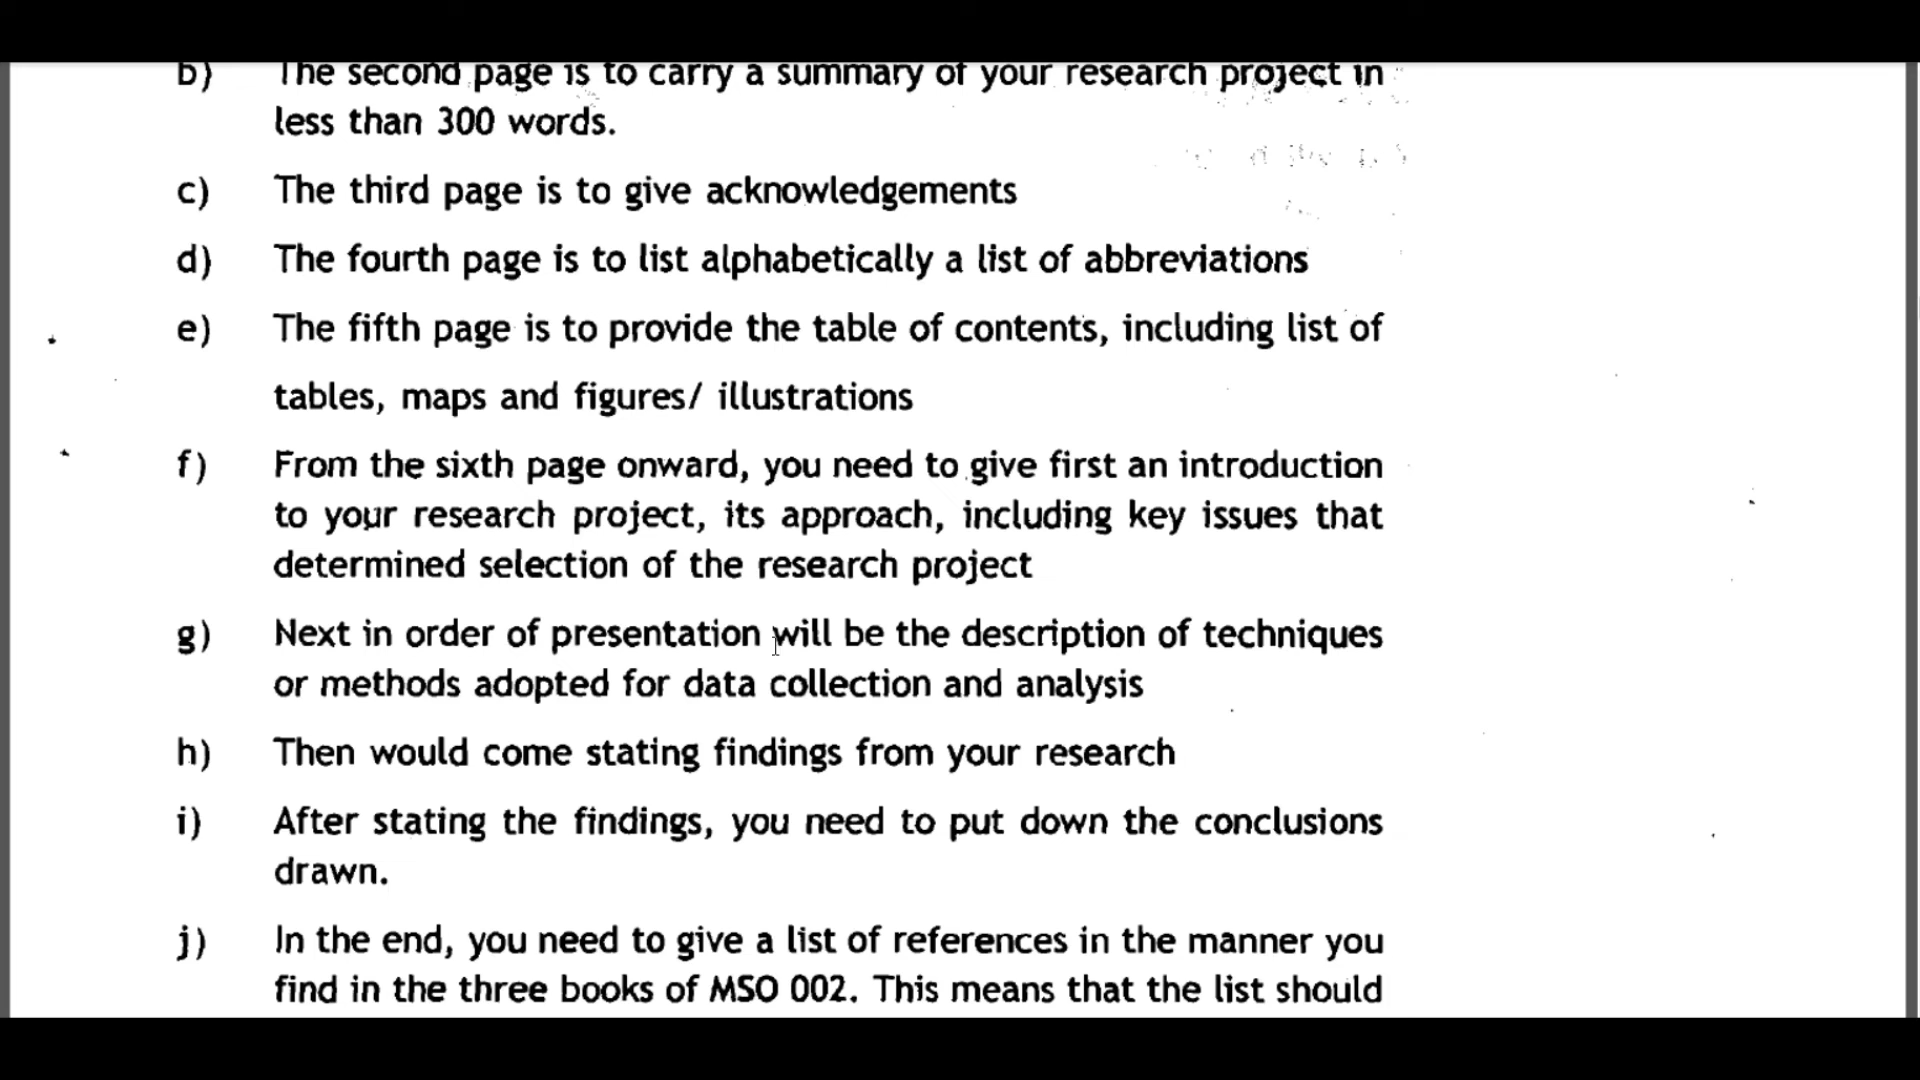 b) The second page is to carry a summary of your research project in
less than 300 words.
c) The third page is to give acknowledgements
d) The fourth page is to list alphabetically a list of abbreviations
e) The fifth page is to provide the table of contents, including list of
tables, maps and figures/ illustrations
f) From the sixth page onward, you need to give first an introduction
to your research project, its approach, including key issues that
determined selection of the research project
g) Next in order of presentation will be the description of techniques
or methods adopted for data collection and analysis
h) Then would come stating findings from your research
i) After stating the findings, you need to put down the conclusions
drawn.
j) In the end, you need to give a list of references in the manner you
find in the three books of MSO 002. This means that the list should